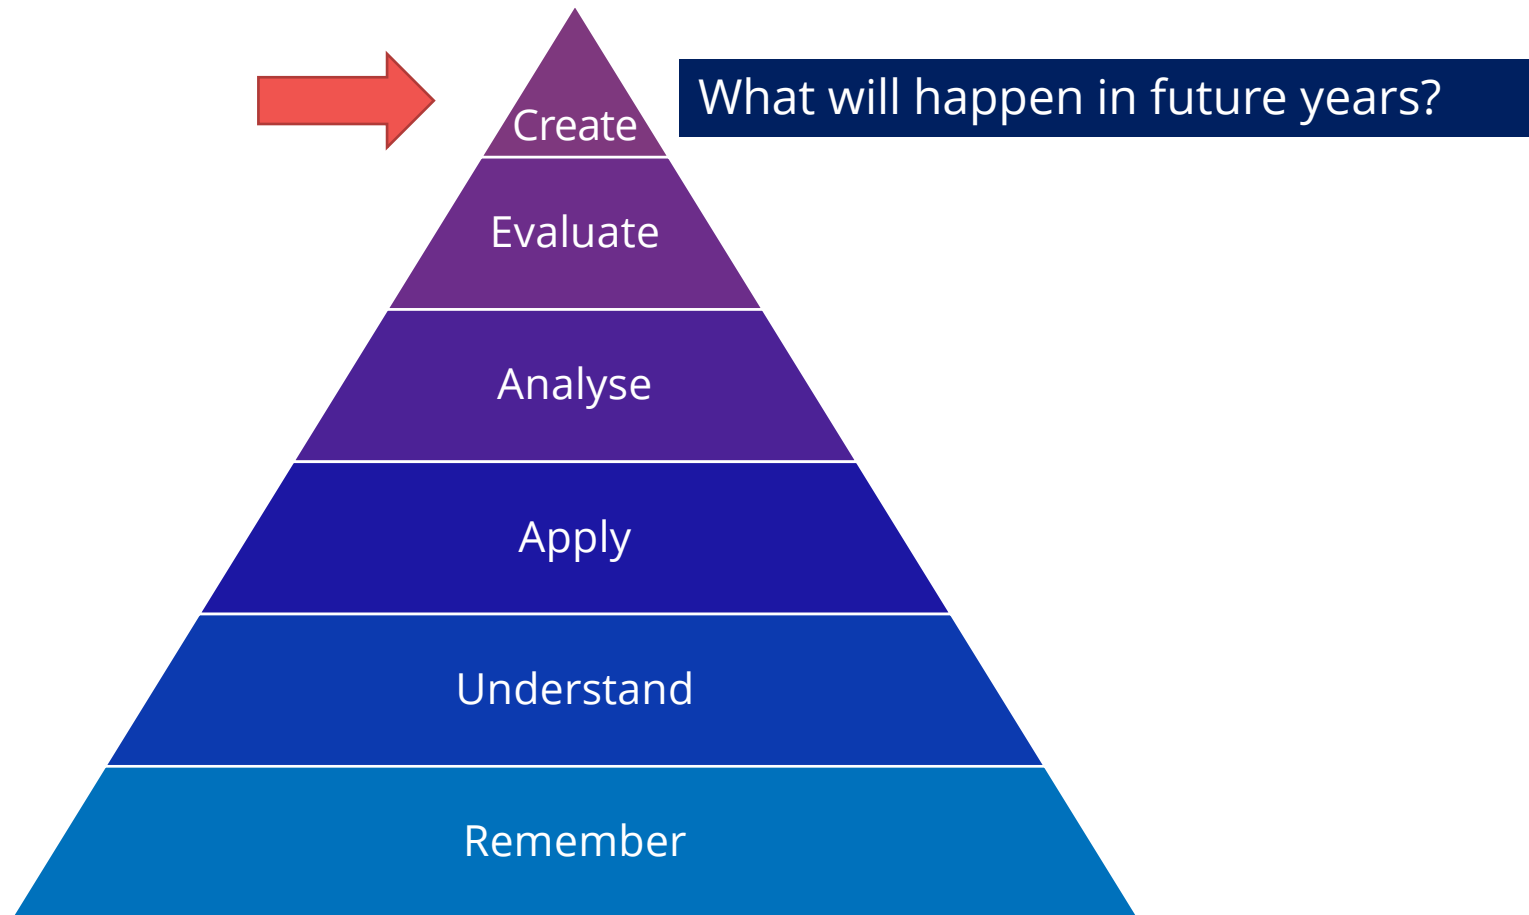 Create
What will happen in future years?
Evaluate
Analyse
Apply
Understand
Remember